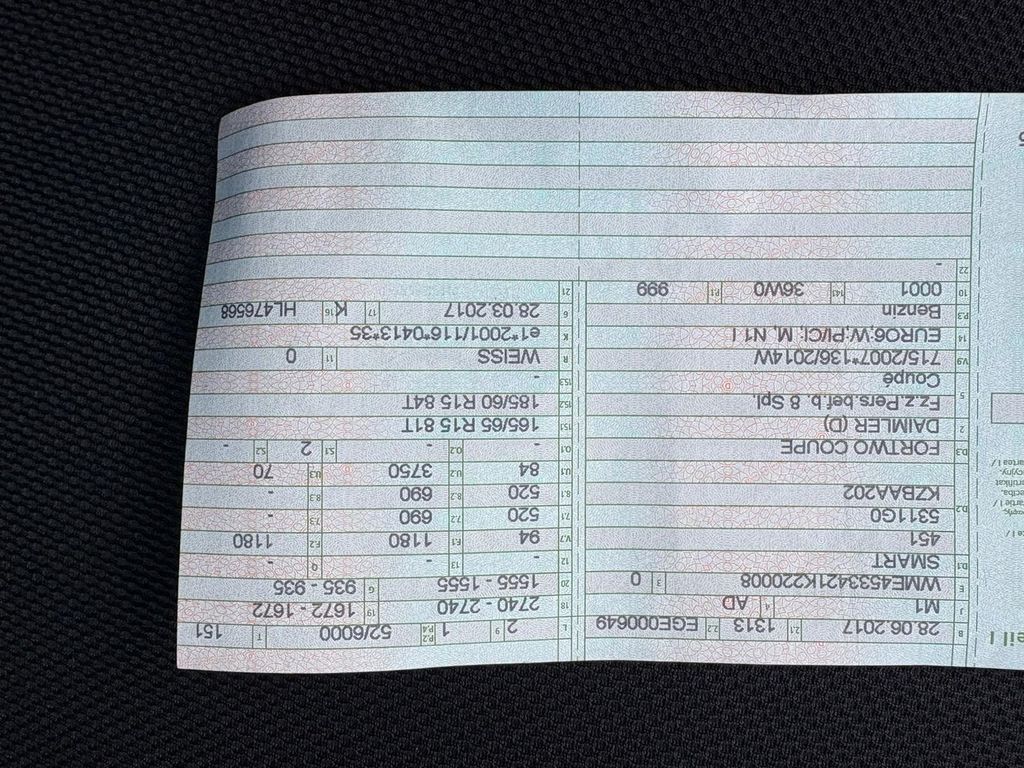 eil I
B 28.06.2017 2.1 1313 2.2 EGE000649
J M1 4 AD
E WME4533421K220008 3 0
D.1 SMART
451
D.2 5311G0
KZBAA202
D.3 FORTWO COUPE
2 DAIMLER (D)
5 Fz.z.Pers.bef.b. 8 Spl.
Coupé
V.9 715/2007*136/2014W
14 EURO6;W;PI/CI; M, N1 I
P.3 Benzin
10 0001 14.1 36W0 P.1 999
22 -
L 2 9 1 P.2 P.4 52/6000 T 151
18 2740 - 2740 19 1672 - 1672
20 1555 - 1555 G 935 - 935
12 - 13 - Q -
V.7 94 F.1 1180 F.2 1180
7.1 520 7.2 690 7.3 -
8.1 520 8.2 690 8.3 -
U.1 84 U.2 3750 U.3 70
O.1 - O.2 - S.1 2 S.2 -
15.1 165/65 R15 81T
15.2 185/60 R15 84T
15.3 -
R WEISS 11 0
K e1*2001/116*0413*35
6 28.03.2017 17 K 16 HL476568
21